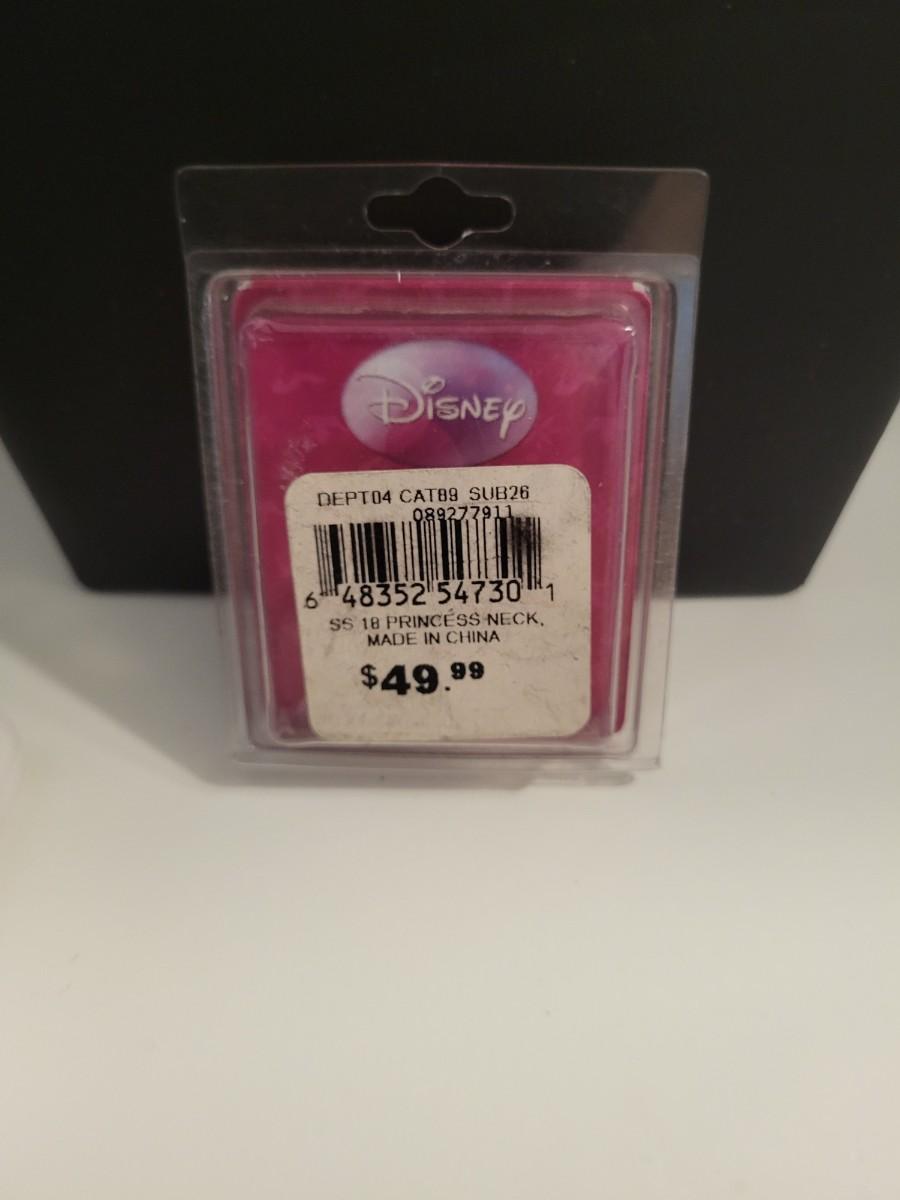 Disney
DEPT04 CAT89 SUB26
089277911
6 48352 54730 1
SS 18 PRINCESS NECK,
MADE IN CHINA
$49.99